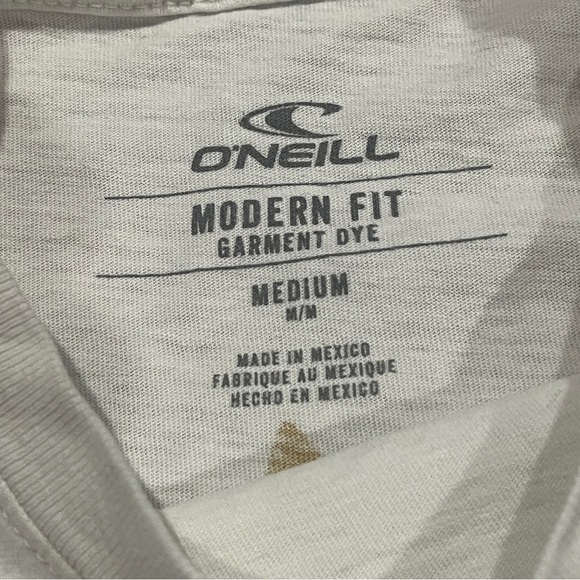 O'NEILL
MODERN FIT
GARMENT DYE
MEDIUM
M/M
MADE IN MEXICO
FABRIQUE AU MEXIQUE
HECHO EN MEXICO